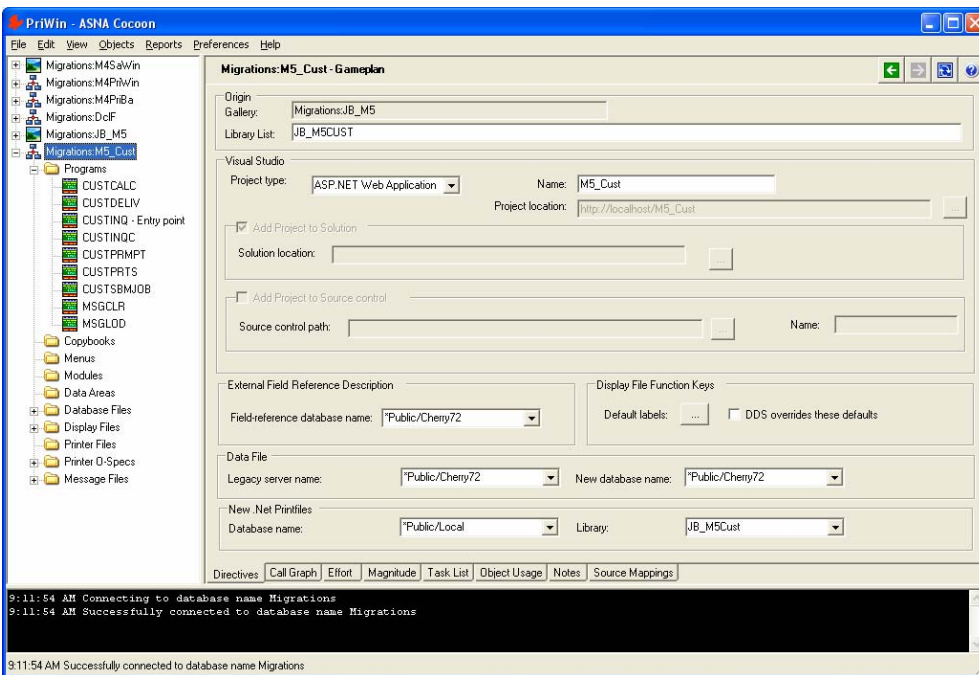 PriWin - ASNA Cocoon
File Edit View Objects Reports Preferences Help
Migrations:M4SaWin
Migrations:M4PriWin
Migrations:M4PriBa
Migrations:DclF
Migrations:JB_M5
Migrations:M5_Cust
Programs
CUSTCALC
CUSTDELIV
CUSTINQ - Entry point
CUSTINQC
CUSTPRMPT
CUSTPRTS
CUSTSBMJOB
MSGCLR
MSGLOD
Copybooks
Menus
Modules
Data Areas
Database Files
Display Files
Printer Files
Printer O-Specs
Message Files
Migrations:M5_Cust - Gameplan
Origin
Gallery: Migrations:JB_M5
Library List: JB_M5CUST
Visual Studio
Project type: ASP.NET Web Application Name: M5_Cust
Project location: http://localhost/M5_Cust ...
Add Project to Solution
Solution location: ...
Add Project to Source control
Source control path: ... Name:
External Field Reference Description
Field-reference database name: *Public/Cherry72
Display File Function Keys
Default labels: ... DDS overrides these defaults
Data File
Legacy server name: *Public/Cherry72 New database name: *Public/Cherry72
New .Net Printfiles
Database name: *Public/Local Library: JB_M5Cust
Directives Call Graph Effort Magnitude Task List Object Usage Notes Source Mappings
9:11:54 AM Connecting to database name Migrations
9:11:54 AM Successfully connected to database name Migrations
9:11:54 AM Successfully connected to database name Migrations